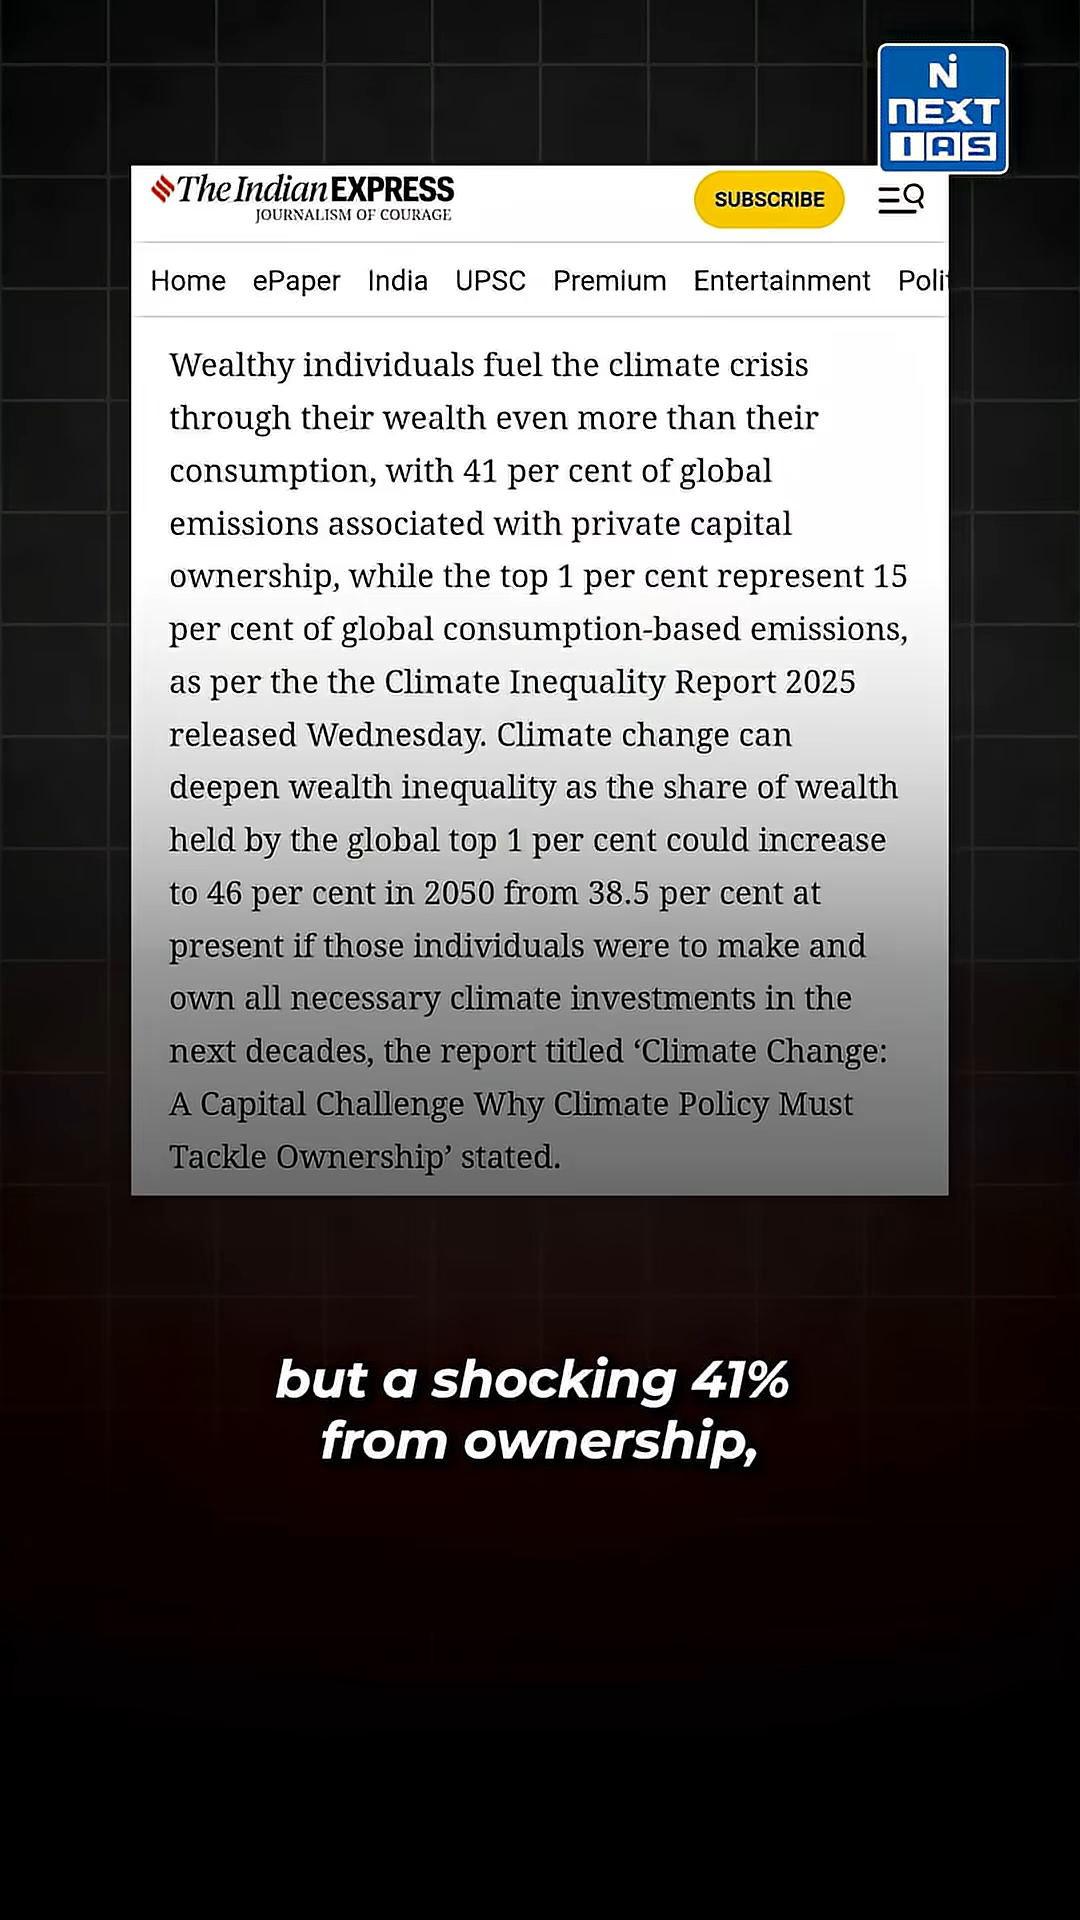 Ni
NEXT
IAS
The Indian EXPRESS
JOURNALISM OF COURAGE
SUBSCRIBE
Home ePaper India UPSC Premium Entertainment Polit
Wealthy individuals fuel the climate crisis
through their wealth even more than their
consumption, with 41 per cent of global
emissions associated with private capital
ownership, while the top 1 per cent represent 15
per cent of global consumption-based emissions,
as per the the Climate Inequality Report 2025
released Wednesday. Climate change can
deepen wealth inequality as the share of wealth
held by the global top 1 per cent could increase
to 46 per cent in 2050 from 38.5 per cent at
present if those individuals were to make and
own all necessary climate investments in the
next decades, the report titled ‘Climate Change:
A Capital Challenge Why Climate Policy Must
Tackle Ownership’ stated.
but a shocking 41%
from ownership,